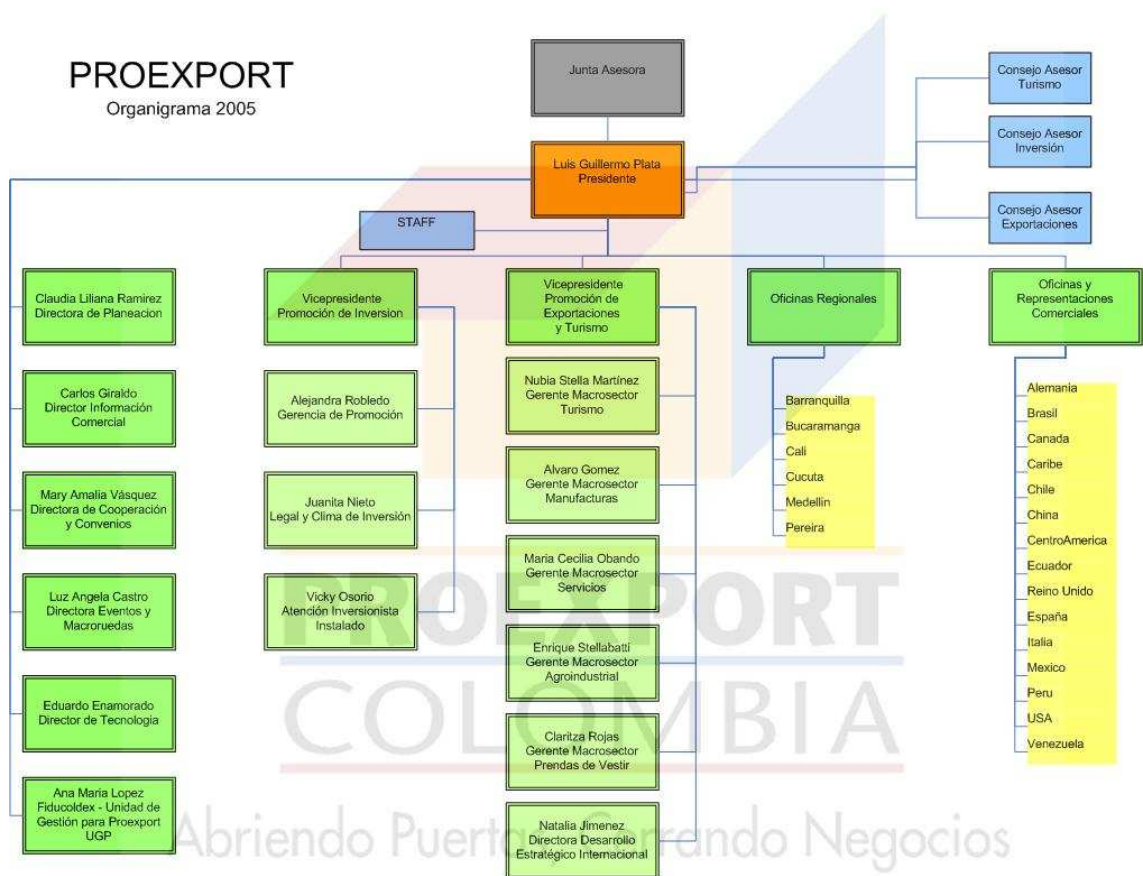 PROEXPORT
Organigrama 2005
Junta Asesora
Consejo Asesor
Turismo
Consejo Asesor
Inversión
Consejo Asesor
Exportaciones
Luis Guillermo Plata
Presidente
STAFF
Claudia Liliana Ramirez
Directora de Planeacion
Carlos Giraldo
Director Información
Comercial
Mary Amalia Vásquez
Directora de Cooperación
y Convenios
Luz Angela Castro
Directora Eventos y
Macroruedas
Eduardo Enamorado
Director de Tecnologia
Ana Maria Lopez
Fiducoldex - Unidad de
Gestión para Proexport
UGP
Vicepresidente
Promoción de Inversion
Alejandra Robledo
Gerencia de Promoción
Juanita Nieto
Legal y Clima de Inversión
Vicky Osorio
Atención Inversionista
Instalado
Vicepresidente
Promoción de
Exportaciones
y Turismo
Nubia Stella Martínez
Gerente Macrosector
Turismo
Alvaro Gomez
Gerente Macrosector
Manufacturas
Maria Cecilia Obando
Gerente Macrosector
Servicios
Enrique Stellabatti
Gerente Macrosector
Agroindustrial
Claritza Rojas
Gerente Macrosector
Prendas de Vestir
Natalia Jimenez
Directora Desarrollo
Estratégico Internacional
Oficinas Regionales
Barranquilla
Bucaramanga
Cali
Cucuta
Medellin
Pereira
Oficinas y
Representaciones
Comerciales
Alemania
Brasil
Canada
Caribe
Chile
China
CentroAmerica
Ecuador
Reino Unido
España
Italia
Mexico
Peru
USA
Venezuela
PROEXPORT
COLOMBIA
Abriendo Puertas, Cerrando Negocios